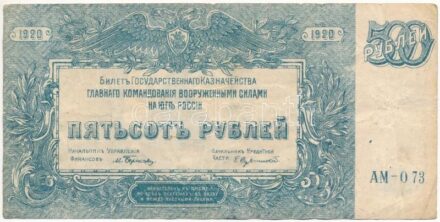 1920
1920
500
РУБЛЕЙ
БИЛЕТЪ ГОСУДАРСТВЕННАГО КАЗНАЧЕЙСТВА
ГЛАВНАГО КОМАНДОВАНІЯ ВООРУЖЕННЫМИ СИЛАМИ
НА ЮГѢ РОССІИ
ПЯТЬСОТЪ РУБЛЕЙ
НАЧАЛЬНИКЪ УПРАВЛЕНІЯ
ФИНАНСОВЪ
НАЧАЛЬНИКЪ КРЕДИТНОЙ
ЧАСТИ
АМ-073